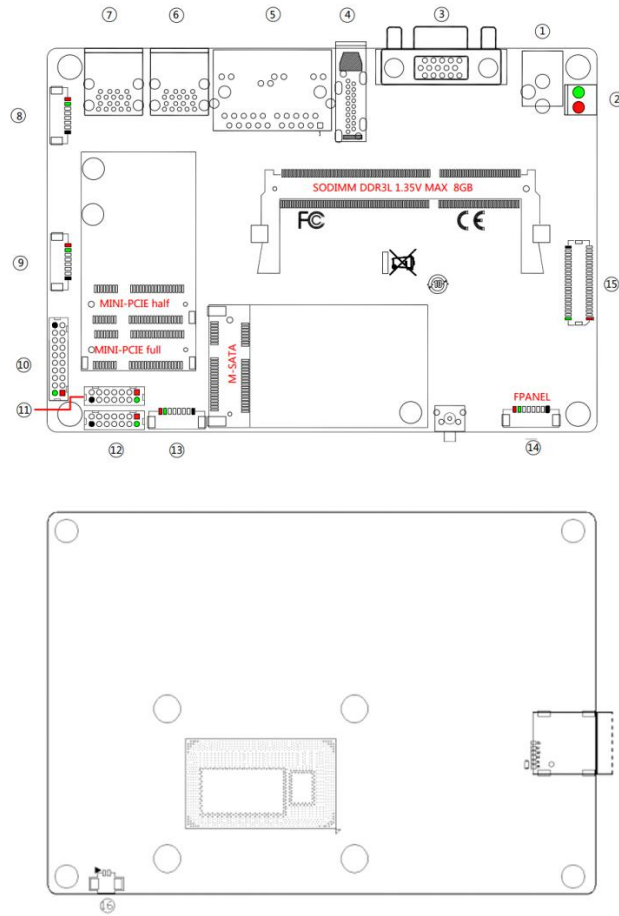 ⑦ ⑥ ⑤ ④ ③ ①
②
⑧
SODIMM DDR3L 1.35V MAX 8GB
FC CE
⑨
⑮
MINI-PCIE half
⑩
MINI-PCIE full
M-SATA
FPANEL
⑪
⑫ ⑬ ⑭
⑯